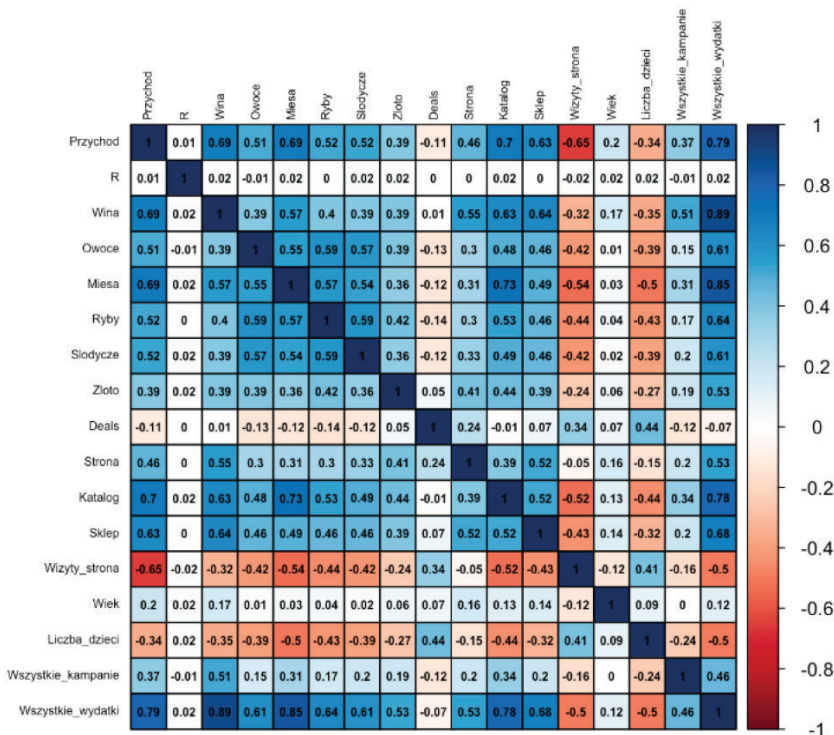 Przychod R Wina Owoce Miesa Ryby Slodycze Zloto Deals Strona Katalog Sklep Wizyty_strona Wiek Liczba_dzieci Wszystkie_kampanie Wszystkie_wydatki
Przychod 1 0.01 0.69 0.51 0.69 0.52 0.52 0.39 -0.11 0.46 0.7 0.63 -0.65 0.2 -0.34 0.37 0.79
R 0.01 1 0.02 -0.01 0.02 0 0.02 0.02 0 0 0.02 0 -0.02 0.02 0.02 -0.01 0.02
Wina 0.69 0.02 1 0.39 0.57 0.4 0.39 0.39 0.01 0.55 0.63 0.64 -0.32 0.17 -0.35 0.51 0.89
Owoce 0.51 -0.01 0.39 1 0.55 0.59 0.57 0.39 -0.13 0.3 0.48 0.46 -0.42 0.01 -0.39 0.15 0.61
Miesa 0.69 0.02 0.57 0.55 1 0.57 0.54 0.36 -0.12 0.31 0.73 0.49 -0.54 0.03 -0.5 0.31 0.85
Ryby 0.52 0 0.4 0.59 0.57 1 0.59 0.42 -0.14 0.3 0.53 0.46 -0.44 0.04 -0.43 0.17 0.64
Slodycze 0.52 0.02 0.39 0.57 0.54 0.59 1 0.36 -0.12 0.33 0.49 0.46 -0.42 0.02 -0.39 0.2 0.61
Zloto 0.39 0.02 0.39 0.39 0.36 0.42 0.36 1 0.05 0.41 0.44 0.39 -0.24 0.06 -0.27 0.19 0.53
Deals -0.11 0 0.01 -0.13 -0.12 -0.14 -0.12 0.05 1 0.24 -0.01 0.07 0.34 0.07 0.44 -0.12 -0.07
Strona 0.46 0 0.55 0.3 0.31 0.3 0.33 0.41 0.24 1 0.39 0.52 -0.05 0.16 -0.15 0.2 0.53
Katalog 0.7 0.02 0.63 0.48 0.73 0.53 0.49 0.44 -0.01 0.39 1 0.52 -0.52 0.13 -0.44 0.34 0.78
Sklep 0.63 0 0.64 0.46 0.49 0.46 0.46 0.39 0.07 0.52 0.52 1 -0.43 0.14 -0.32 0.2 0.68
Wizyty_strona -0.65 -0.02 -0.32 -0.42 -0.54 -0.44 -0.42 -0.24 0.34 -0.05 -0.52 -0.43 1 -0.12 0.41 -0.16 -0.5
Wiek 0.2 0.02 0.17 0.01 0.03 0.04 0.02 0.06 0.07 0.16 0.13 0.14 -0.12 1 0.09 0 0.12
Liczba_dzieci -0.34 0.02 -0.35 -0.39 -0.5 -0.43 -0.39 -0.27 0.44 -0.15 -0.44 -0.32 0.41 0.09 1 -0.24 -0.5
Wszystkie_kampanie 0.37 -0.01 0.51 0.15 0.31 0.17 0.2 0.19 -0.12 0.2 0.34 0.2 -0.16 0 -0.24 1 0.46
Wszystkie_wydatki 0.79 0.02 0.89 0.61 0.85 0.64 0.61 0.53 -0.07 0.53 0.78 0.68 -0.5 0.12 -0.5 0.46 1
1
0.8
0.6
0.4
0.2
0
-0.2
-0.4
-0.6
-0.8
-1